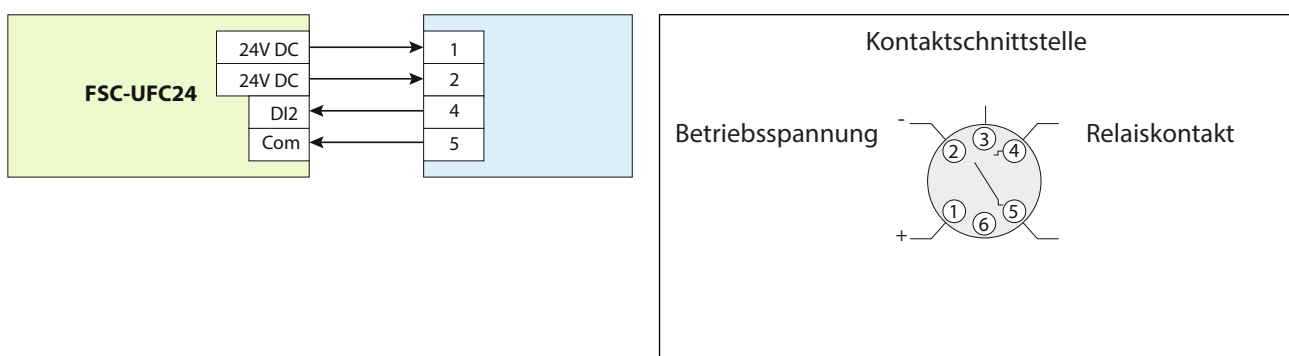 24V DC
1
24V DC
2
FSC-UFC24
DI2
4
Com
5
Kontaktschnittstelle
Betriebsspannung
-
3
Relaiskontakt
2
4
1
5
6
+